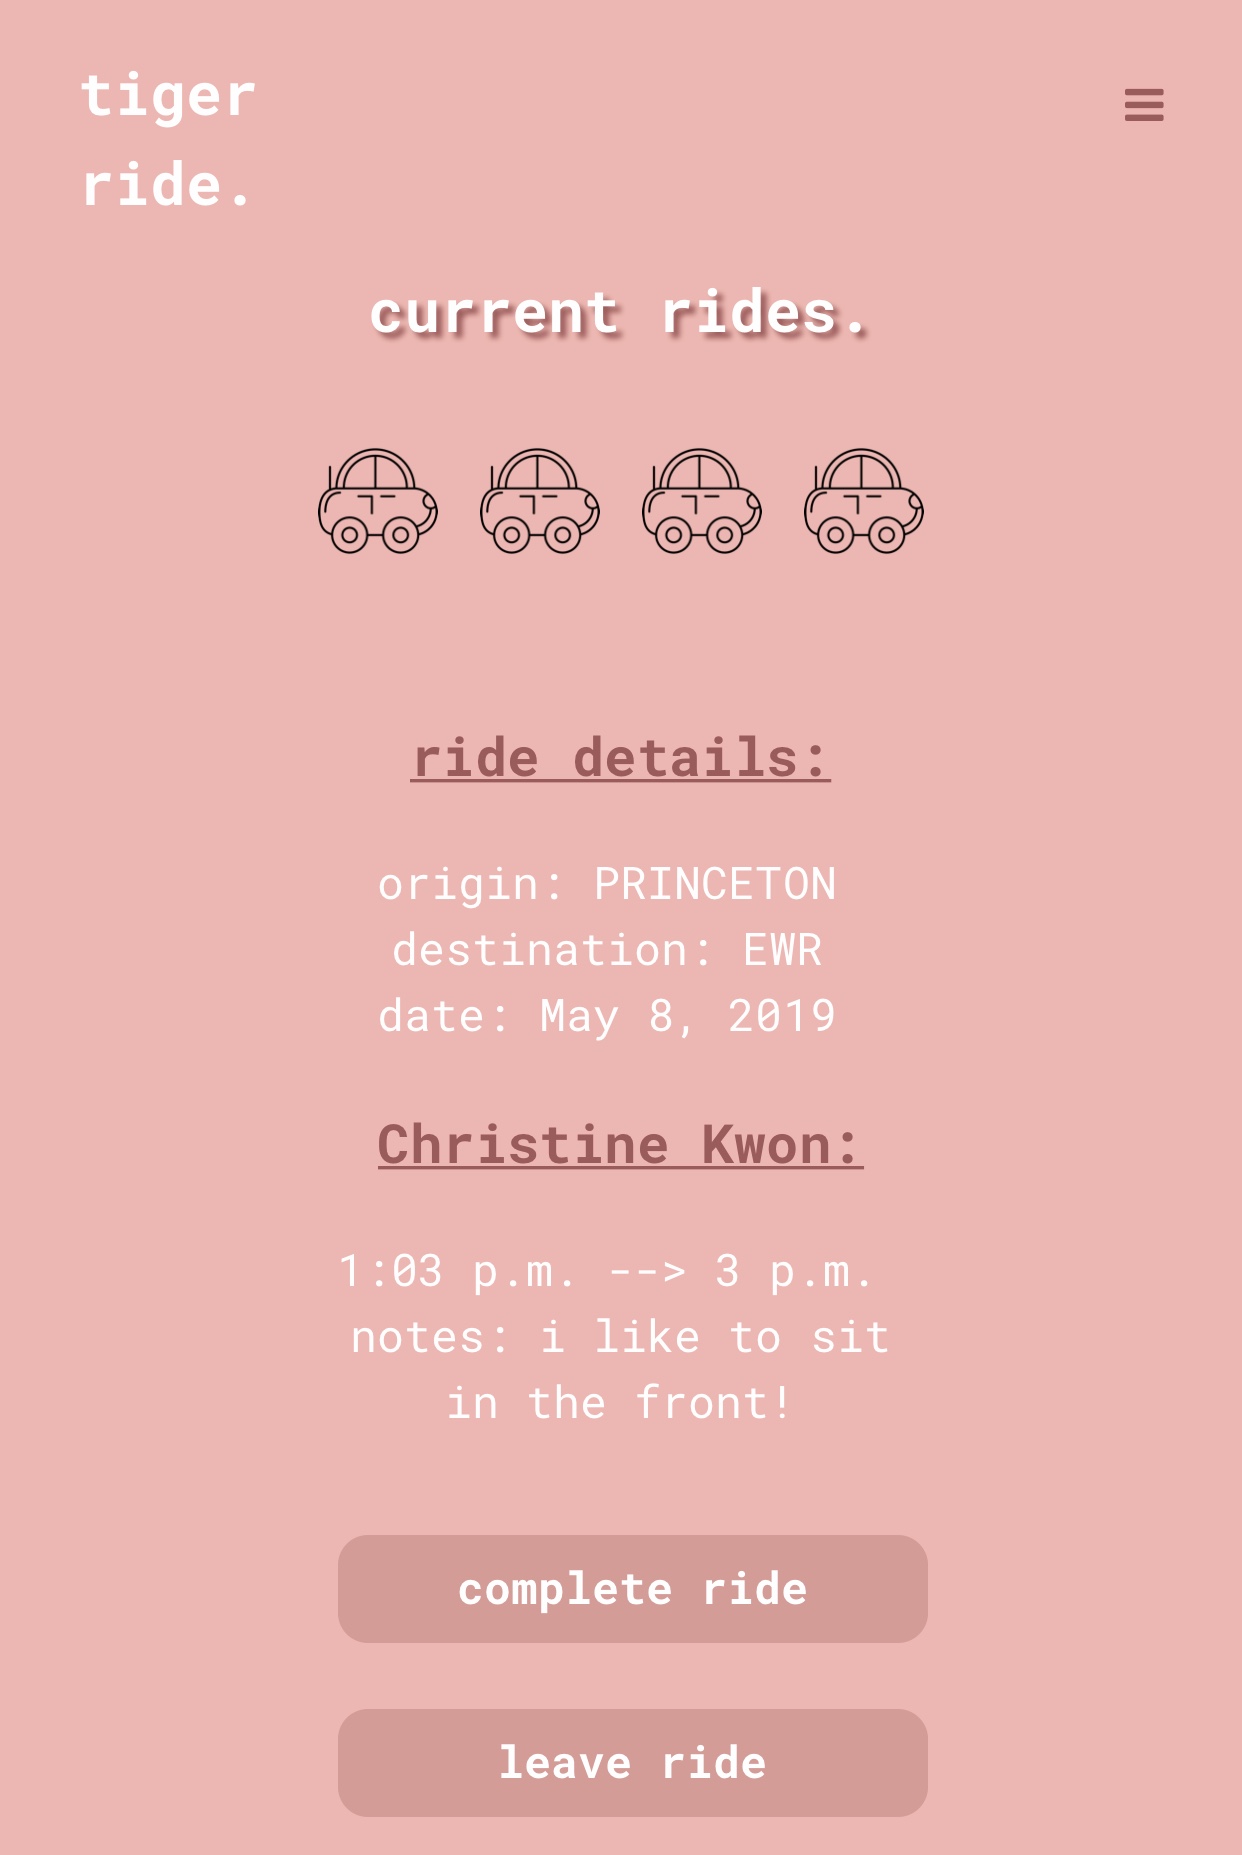 tiger
ride.
current rides.
ride details:
origin: PRINCETON
destination: EWR
date: May 8, 2019
Christine Kwon:
1:03 p.m. --> 3 p.m.
notes: i like to sit
in the front!
complete ride
leave ride